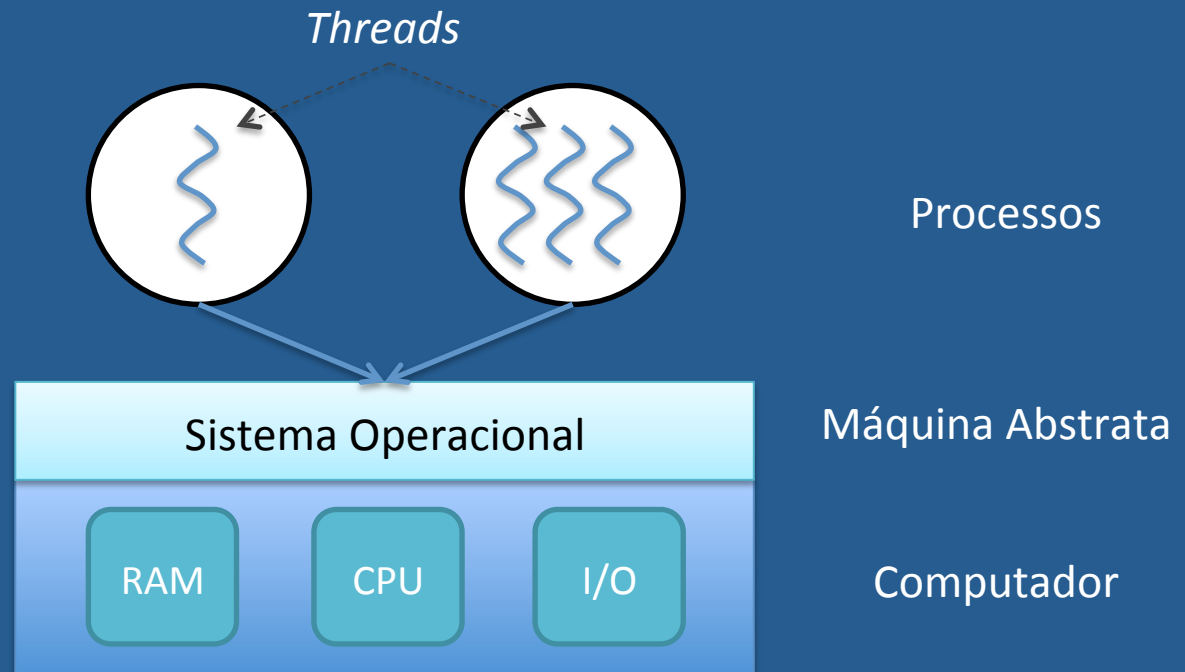 Threads
Processos
Sistema Operacional
Máquina Abstrata
RAM
CPU
I/O
Computador